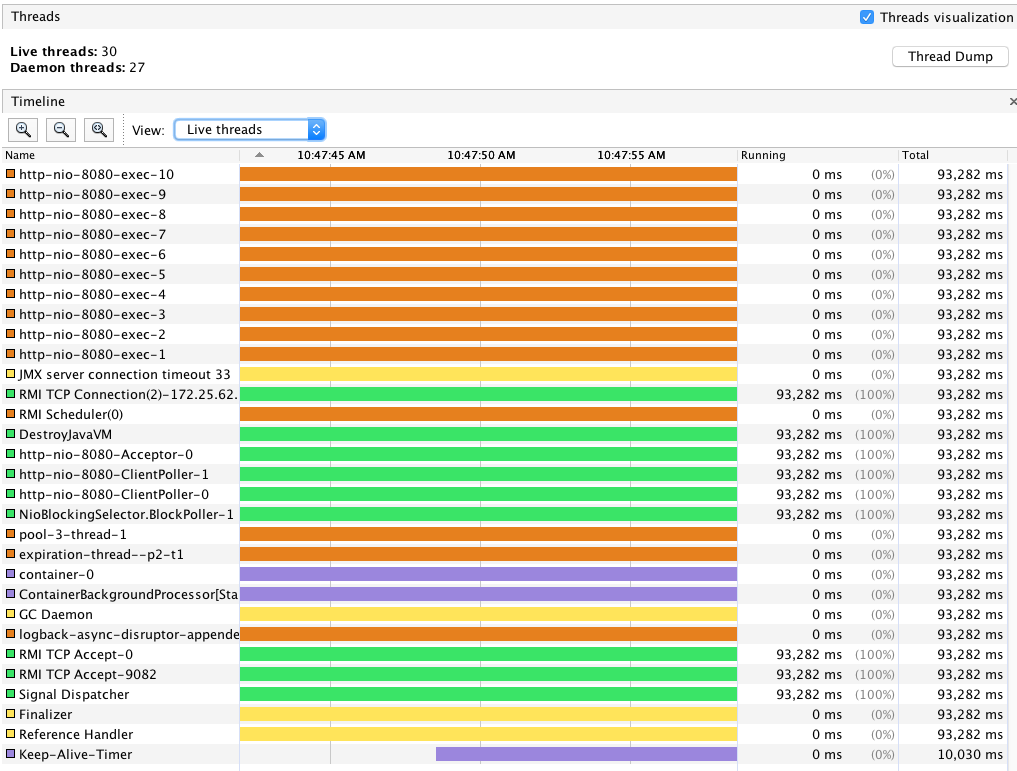 Threads
Threads visualization
Live threads: 30
Daemon threads: 27
Thread Dump
Timeline
View: Live threads
Name 10:47:45 AM 10:47:50 AM 10:47:55 AM Running Total
http-nio-8080-exec-10 0 ms (0%) 93,282 ms
http-nio-8080-exec-9 0 ms (0%) 93,282 ms
http-nio-8080-exec-8 0 ms (0%) 93,282 ms
http-nio-8080-exec-7 0 ms (0%) 93,282 ms
http-nio-8080-exec-6 0 ms (0%) 93,282 ms
http-nio-8080-exec-5 0 ms (0%) 93,282 ms
http-nio-8080-exec-4 0 ms (0%) 93,282 ms
http-nio-8080-exec-3 0 ms (0%) 93,282 ms
http-nio-8080-exec-2 0 ms (0%) 93,282 ms
http-nio-8080-exec-1 0 ms (0%) 93,282 ms
JMX server connection timeout 33 0 ms (0%) 93,282 ms
RMI TCP Connection(2)-172.25.62. 93,282 ms (100%) 93,282 ms
RMI Scheduler(0) 0 ms (0%) 93,282 ms
DestroyJavaVM 93,282 ms (100%) 93,282 ms
http-nio-8080-Acceptor-0 93,282 ms (100%) 93,282 ms
http-nio-8080-ClientPoller-1 93,282 ms (100%) 93,282 ms
http-nio-8080-ClientPoller-0 93,282 ms (100%) 93,282 ms
NioBlockingSelector.BlockPoller-1 93,282 ms (100%) 93,282 ms
pool-3-thread-1 0 ms (0%) 93,282 ms
expiration-thread--p2-t1 0 ms (0%) 93,282 ms
container-0 0 ms (0%) 93,282 ms
ContainerBackgroundProcessor[Sta 0 ms (0%) 93,282 ms
GC Daemon 0 ms (0%) 93,282 ms
logback-async-disruptor-appende 0 ms (0%) 93,282 ms
RMI TCP Accept-0 93,282 ms (100%) 93,282 ms
RMI TCP Accept-9082 93,282 ms (100%) 93,282 ms
Signal Dispatcher 93,282 ms (100%) 93,282 ms
Finalizer 0 ms (0%) 93,282 ms
Reference Handler 0 ms (0%) 93,282 ms
Keep-Alive-Timer 0 ms (0%) 10,030 ms